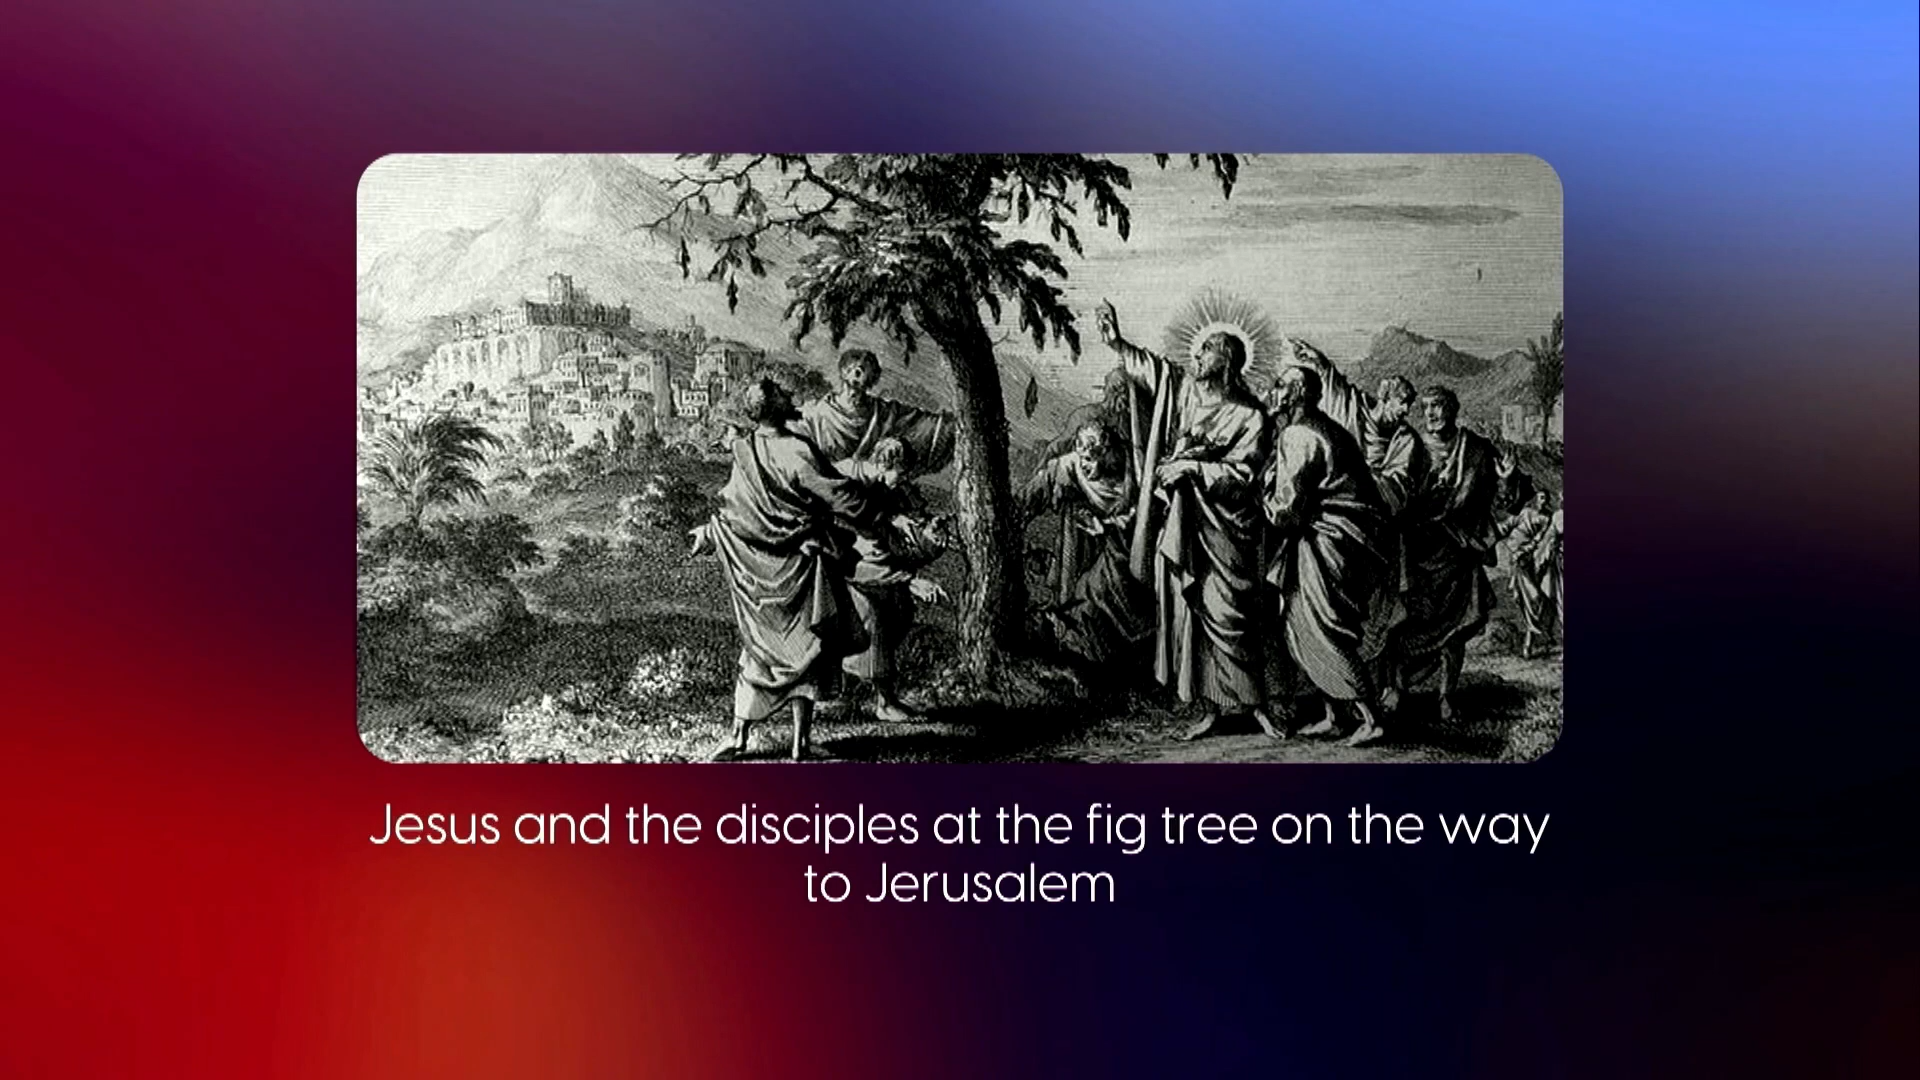 Jesus and the disciples at the fig tree on the way
to Jerusalem